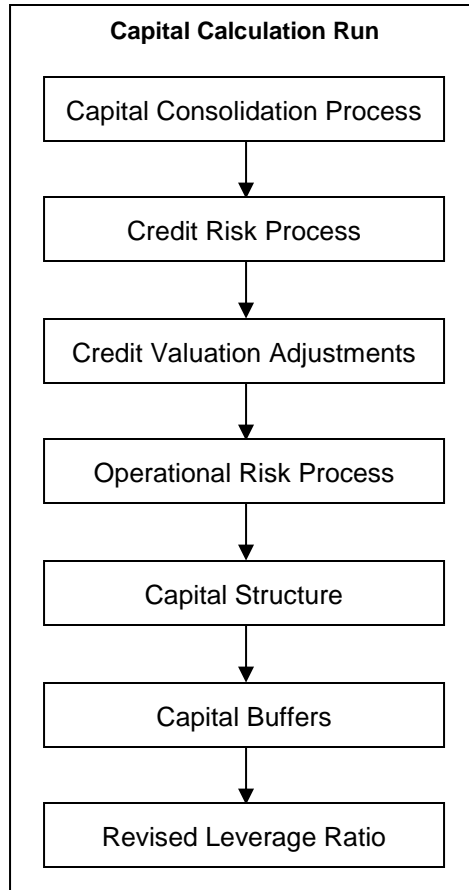 Capital Calculation Run
Capital Consolidation Process
Credit Risk Process
Credit Valuation Adjustments
Operational Risk Process
Capital Structure
Capital Buffers
Revised Leverage Ratio